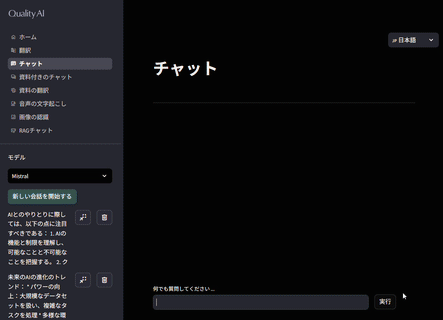 QualityAI
ホーム
翻訳
チャット
資料付きのチャット
資料の翻訳
音声の文字起こし
画像の認識
RAGチャット
モデル
Mistral
新しい会話を開始する
AIとのやりとりに際し
ては、以下の点に注目
すべきである： 1. AIの
機能と制限を理解し、
可能なことと不可能な
ことを把握する。 2. ク
未来のAIの進化のトレ
ンド： * パワーの向
上：大規模なデータセ
ットを扱い、複雑なタ
スクを処理 * 多様な環
JP 日本語
チャット
何でも質問してください...
実行